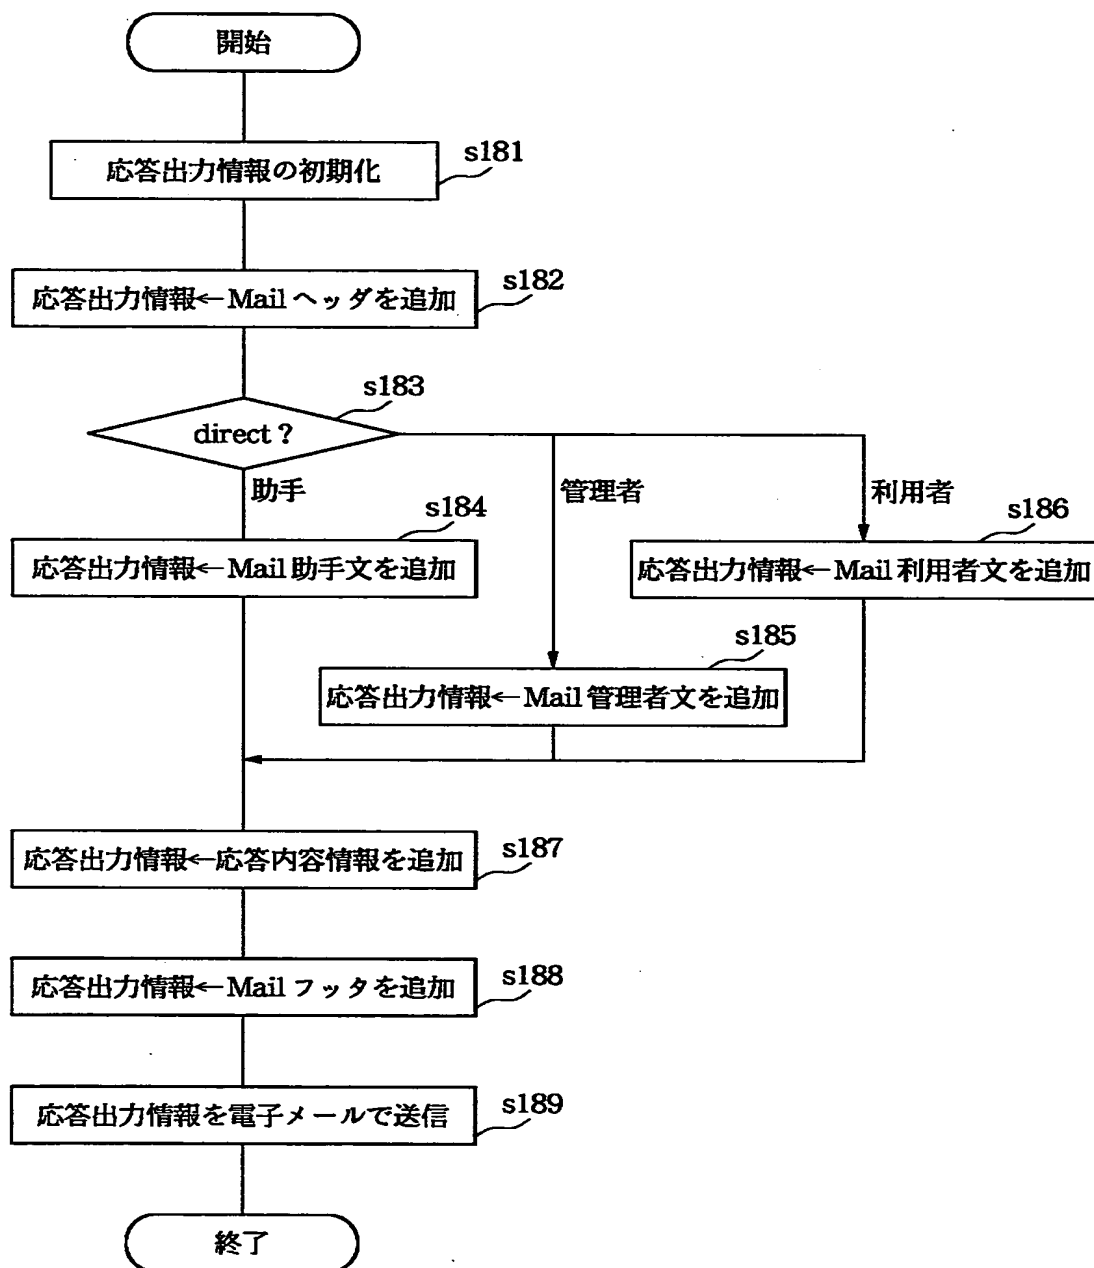 開始
応答出力情報の初期化
s181
応答出力情報←Mailヘッダを追加
s182
direct?
s183
助手
管理者
利用者
応答出力情報←Mail助手文を追加
s184
応答出力情報←Mail利用者文を追加
s186
応答出力情報←Mail管理者文を追加
s185
応答出力情報←応答内容情報を追加
s187
応答出力情報←Mailフッタを追加
s188
応答出力情報を電子メールで送信
s189
終了